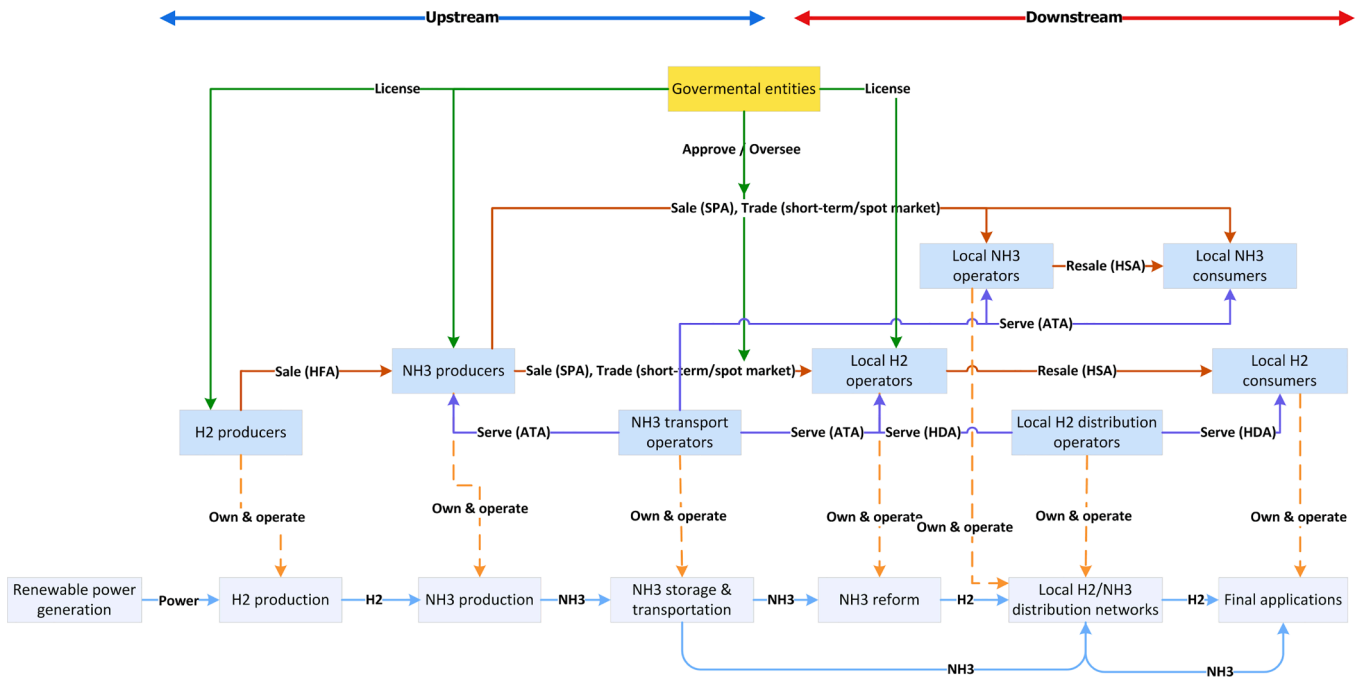 Upstream
Downstream
Govermental entities
License
License
Approve / Oversee
Sale (SPA), Trade (short-term/spot market)
Local NH3
operators
Resale (HSA)
Local NH3
consumers
Serve (ATA)
Sale (HFA)
NH3 producers
Sale (SPA), Trade (short-term/spot market)
Local H2
operators
Resale (HSA)
Local H2
consumers
H2 producers
Serve (ATA)
NH3 transport
operators
Serve (ATA)
Serve (HDA)
Local H2 distribution
operators
Serve (HDA)
Own & operate
Own & operate
Own & operate
Own & operate
Own & operate
Own & operate
Own & operate
Renewable power
generation
Power
H2 production
H2
NH3 production
NH3
NH3 storage &
transportation
NH3
NH3 reform
H2
Local H2/NH3
distribution networks
H2
Final applications
NH3
NH3